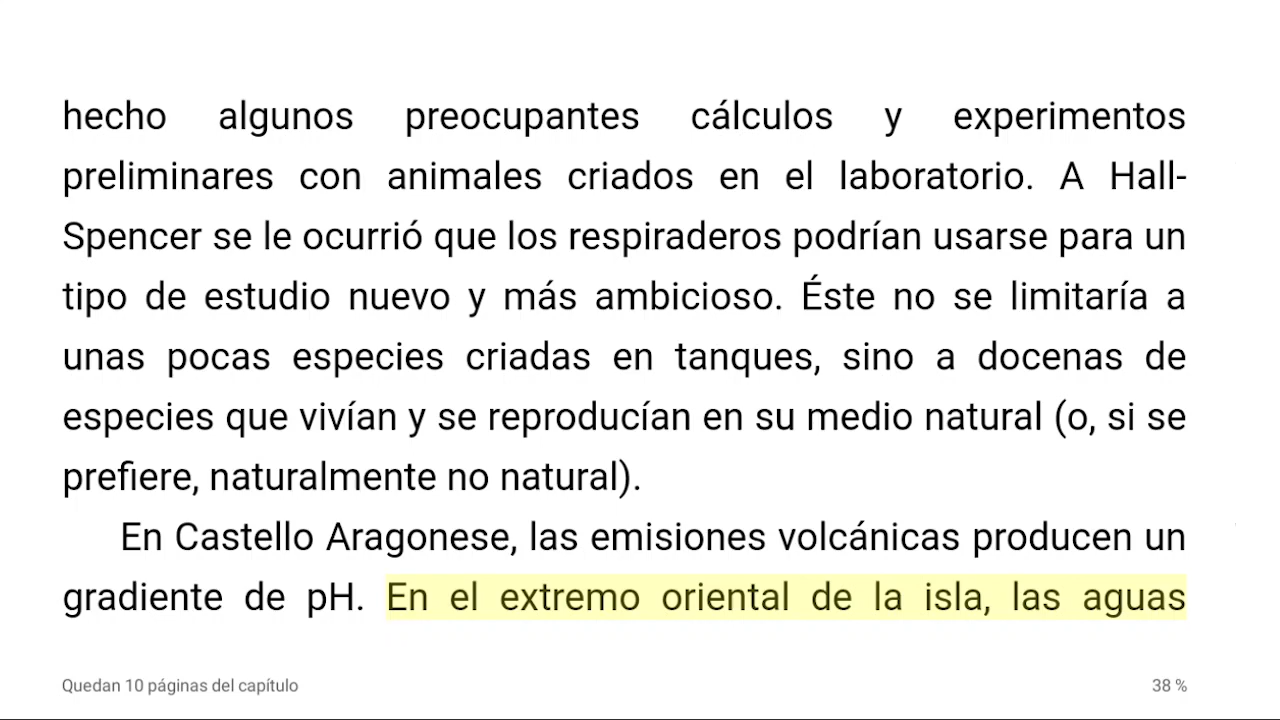 hecho algunos preocupantes cálculos y experimentos
preliminares con animales criados en el laboratorio. A Hall-
Spencer se le ocurrió que los respiraderos podrían usarse para un
tipo de estudio nuevo y más ambicioso. Éste no se limitaría a
unas pocas especies criadas en tanques, sino a docenas de
especies que vivían y se reproducían en su medio natural (o, si se
prefiere, naturalmente no natural).
En Castello Aragonese, las emisiones volcánicas producen un
gradiente de pH. En el extremo oriental de la isla, las aguas
Quedan 10 páginas del capítulo
38 %